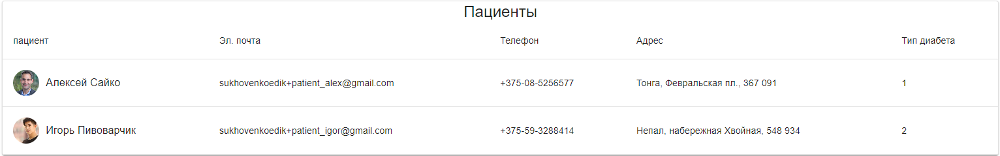 Пациенты
пациент Эл. почта Телефон Адрес Тип диабета
Алексей Сайко sukhovenkoedik+patient_alex@gmail.com +375-08-5256577 Тонга, Февральская пл., 367 091 1
Игорь Пивоварчик sukhovenkoedik+patient_igor@gmail.com +375-59-3288414 Непал, набережная Хвойная, 548 934 2